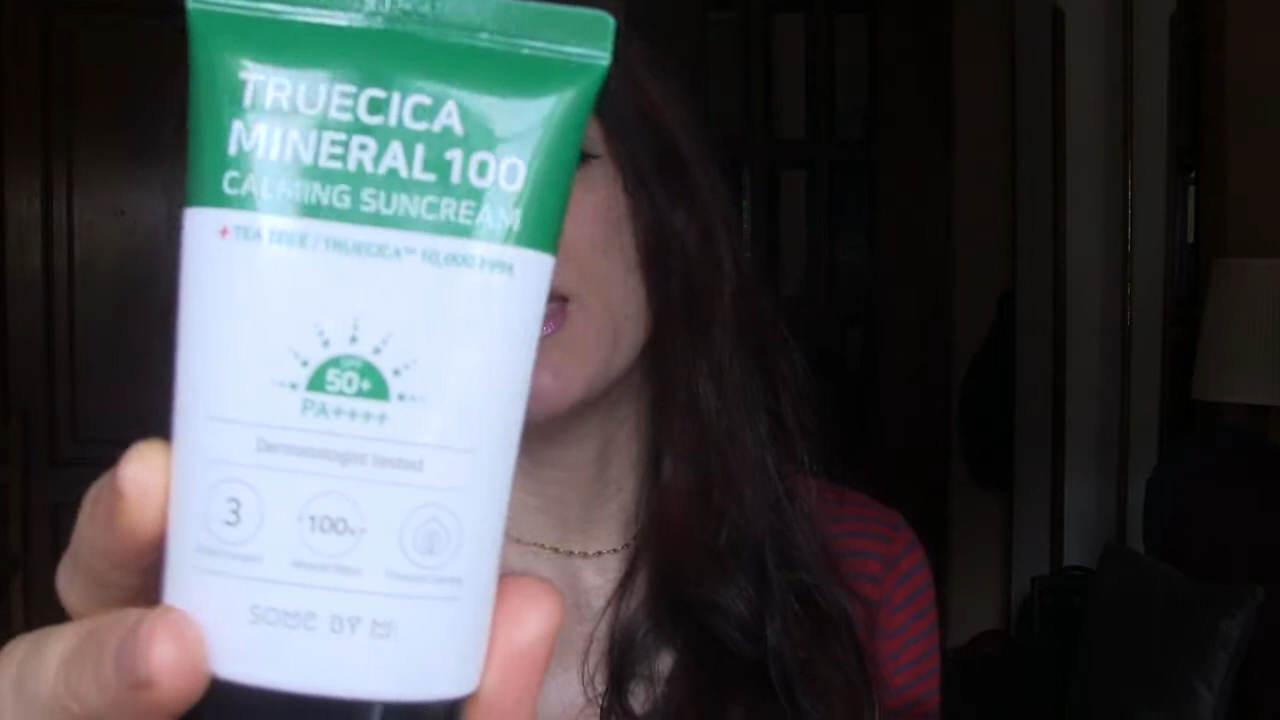 TRUECICA
MINERAL 100
CALMING SUNCREAM
+ TEA TREE / TRUECICA™ 10,000 PPM
SPF
50+
PA++++
Dermatologist tested
3
100%
SOME BY MI